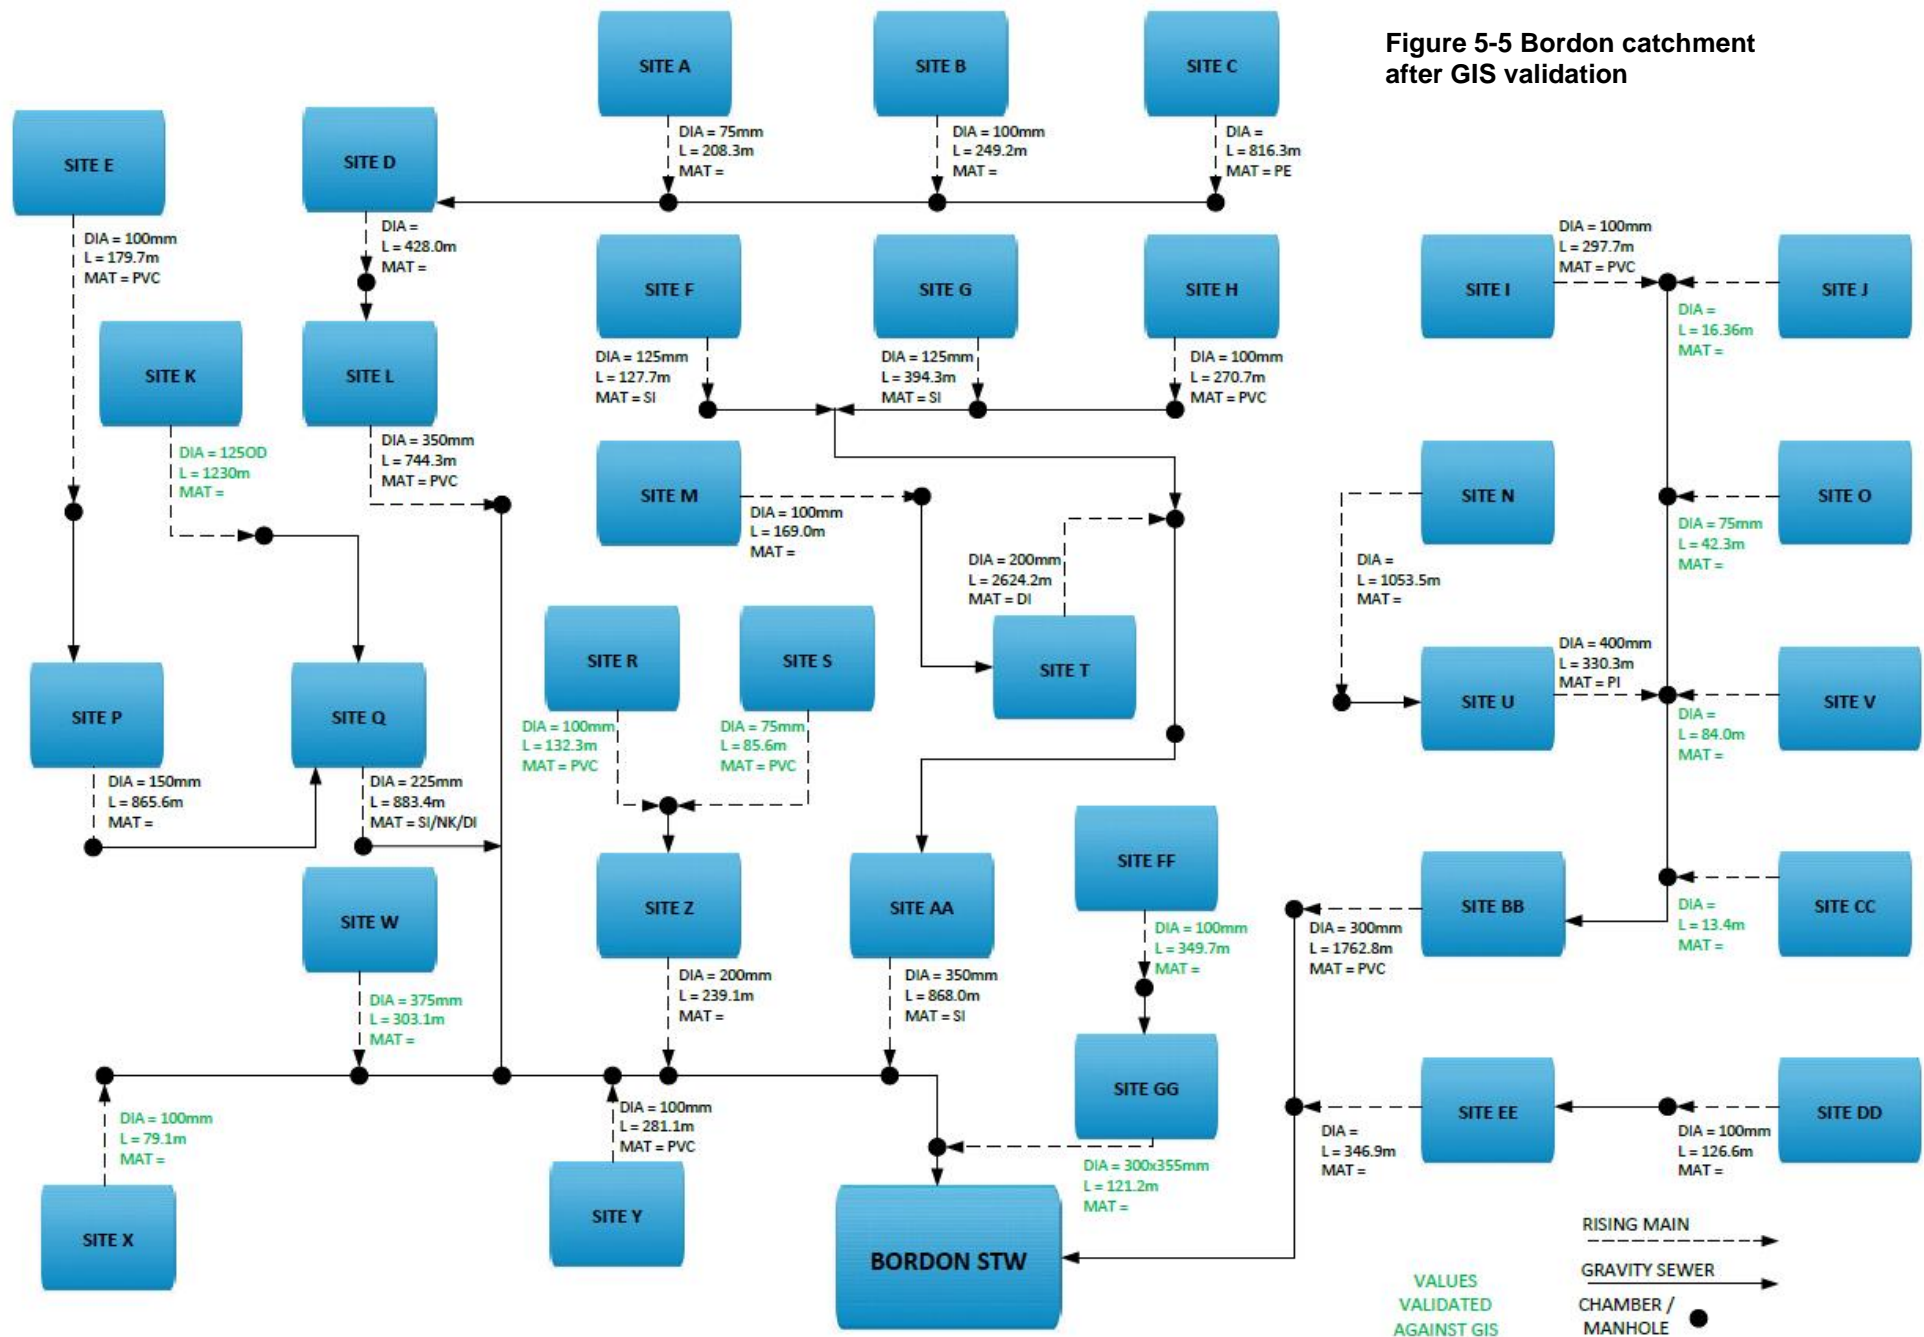 Figure 5-5 Bordon catchment
after GIS validation
SITE A
SITE B
SITE C
DIA = 75mm
L = 208.3m
MAT =
DIA = 100mm
L = 249.2m
MAT =
DIA =
L = 816.3m
MAT = PE
SITE E
SITE D
DIA = 100mm
L = 179.7m
MAT = PVC
DIA =
L = 428.0m
MAT =
SITE F
SITE G
SITE H
SITE I
DIA = 100mm
L = 297.7m
MAT = PVC
SITE J
DIA =
L = 16.36m
MAT =
SITE K
SITE L
DIA = 125mm
L = 127.7m
MAT = SI
DIA = 125mm
L = 394.3m
MAT = SI
DIA = 100mm
L = 270.7m
MAT = PVC
DIA = 125OD
L = 1230m
MAT =
DIA = 350mm
L = 744.3m
MAT = PVC
SITE M
DIA = 100mm
L = 169.0m
MAT =
SITE N
SITE O
DIA = 75mm
L = 42.3m
MAT =
DIA = 200mm
L = 2624.2m
MAT = DI
DIA =
L = 1053.5m
MAT =
SITE P
SITE Q
SITE R
SITE S
SITE T
SITE U
DIA = 400mm
L = 330.3m
MAT = PI
SITE V
DIA =
L = 84.0m
MAT =
DIA = 100mm
L = 132.3m
MAT = PVC
DIA = 75mm
L = 85.6m
MAT = PVC
DIA = 150mm
L = 865.6m
MAT =
DIA = 225mm
L = 883.4m
MAT = SI/NK/DI
SITE W
SITE Z
SITE AA
SITE FF
SITE BB
SITE CC
DIA = 375mm
L = 303.1m
MAT =
DIA = 200mm
L = 239.1m
MAT =
DIA = 350mm
L = 868.0m
MAT = SI
DIA = 100mm
L = 349.7m
MAT =
DIA = 300mm
L = 1762.8m
MAT = PVC
DIA =
L = 13.4m
MAT =
SITE GG
SITE EE
SITE DD
DIA = 100mm
L = 79.1m
MAT =
DIA = 100mm
L = 281.1m
MAT = PVC
DIA = 300x355mm
L = 121.2m
MAT =
DIA =
L = 346.9m
MAT =
DIA = 100mm
L = 126.6m
MAT =
SITE X
SITE Y
BORDON STW
VALUES
VALIDATED
AGAINST GIS
RISING MAIN
GRAVITY SEWER
CHAMBER /
MANHOLE